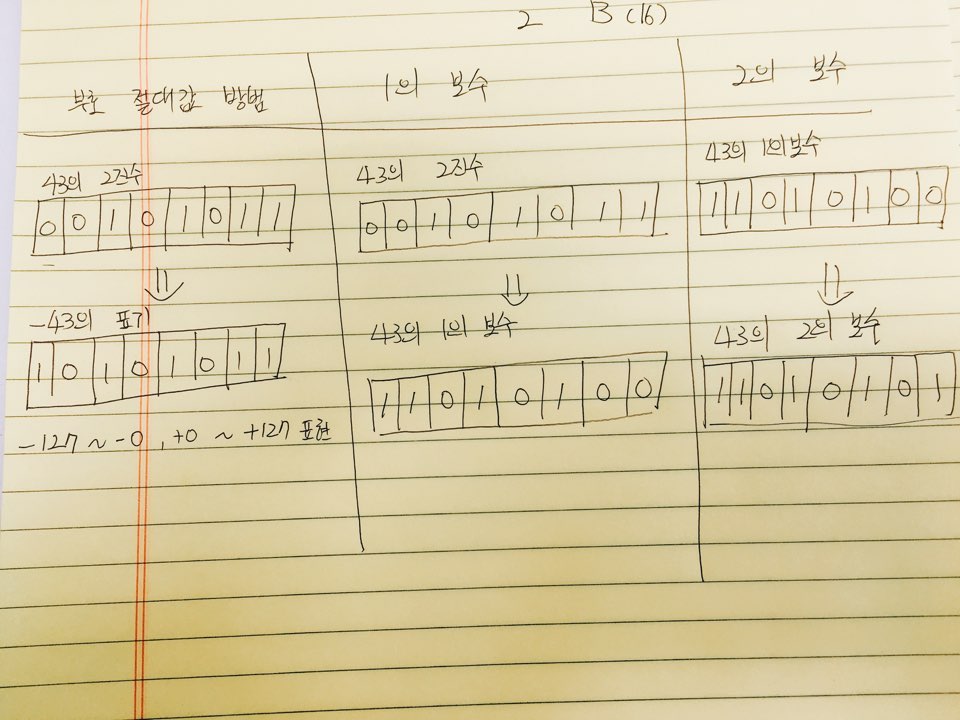 2 B(16)
부호 절대값 방법
43의 2진수
0 0 1 0 1 0 1 1
-43의 표기
1 0 1 0 1 0 1 1
-127 ~ -0, +0 ~ +127 표현
1의 보수
43의 2진수
0 0 1 0 1 0 1 1
43의 1의 보수
1 1 0 1 0 1 0 0
2의 보수
43의 1의보수
1 1 0 1 0 1 0 0
43의 2의 보수
1 1 0 1 0 1 0 1